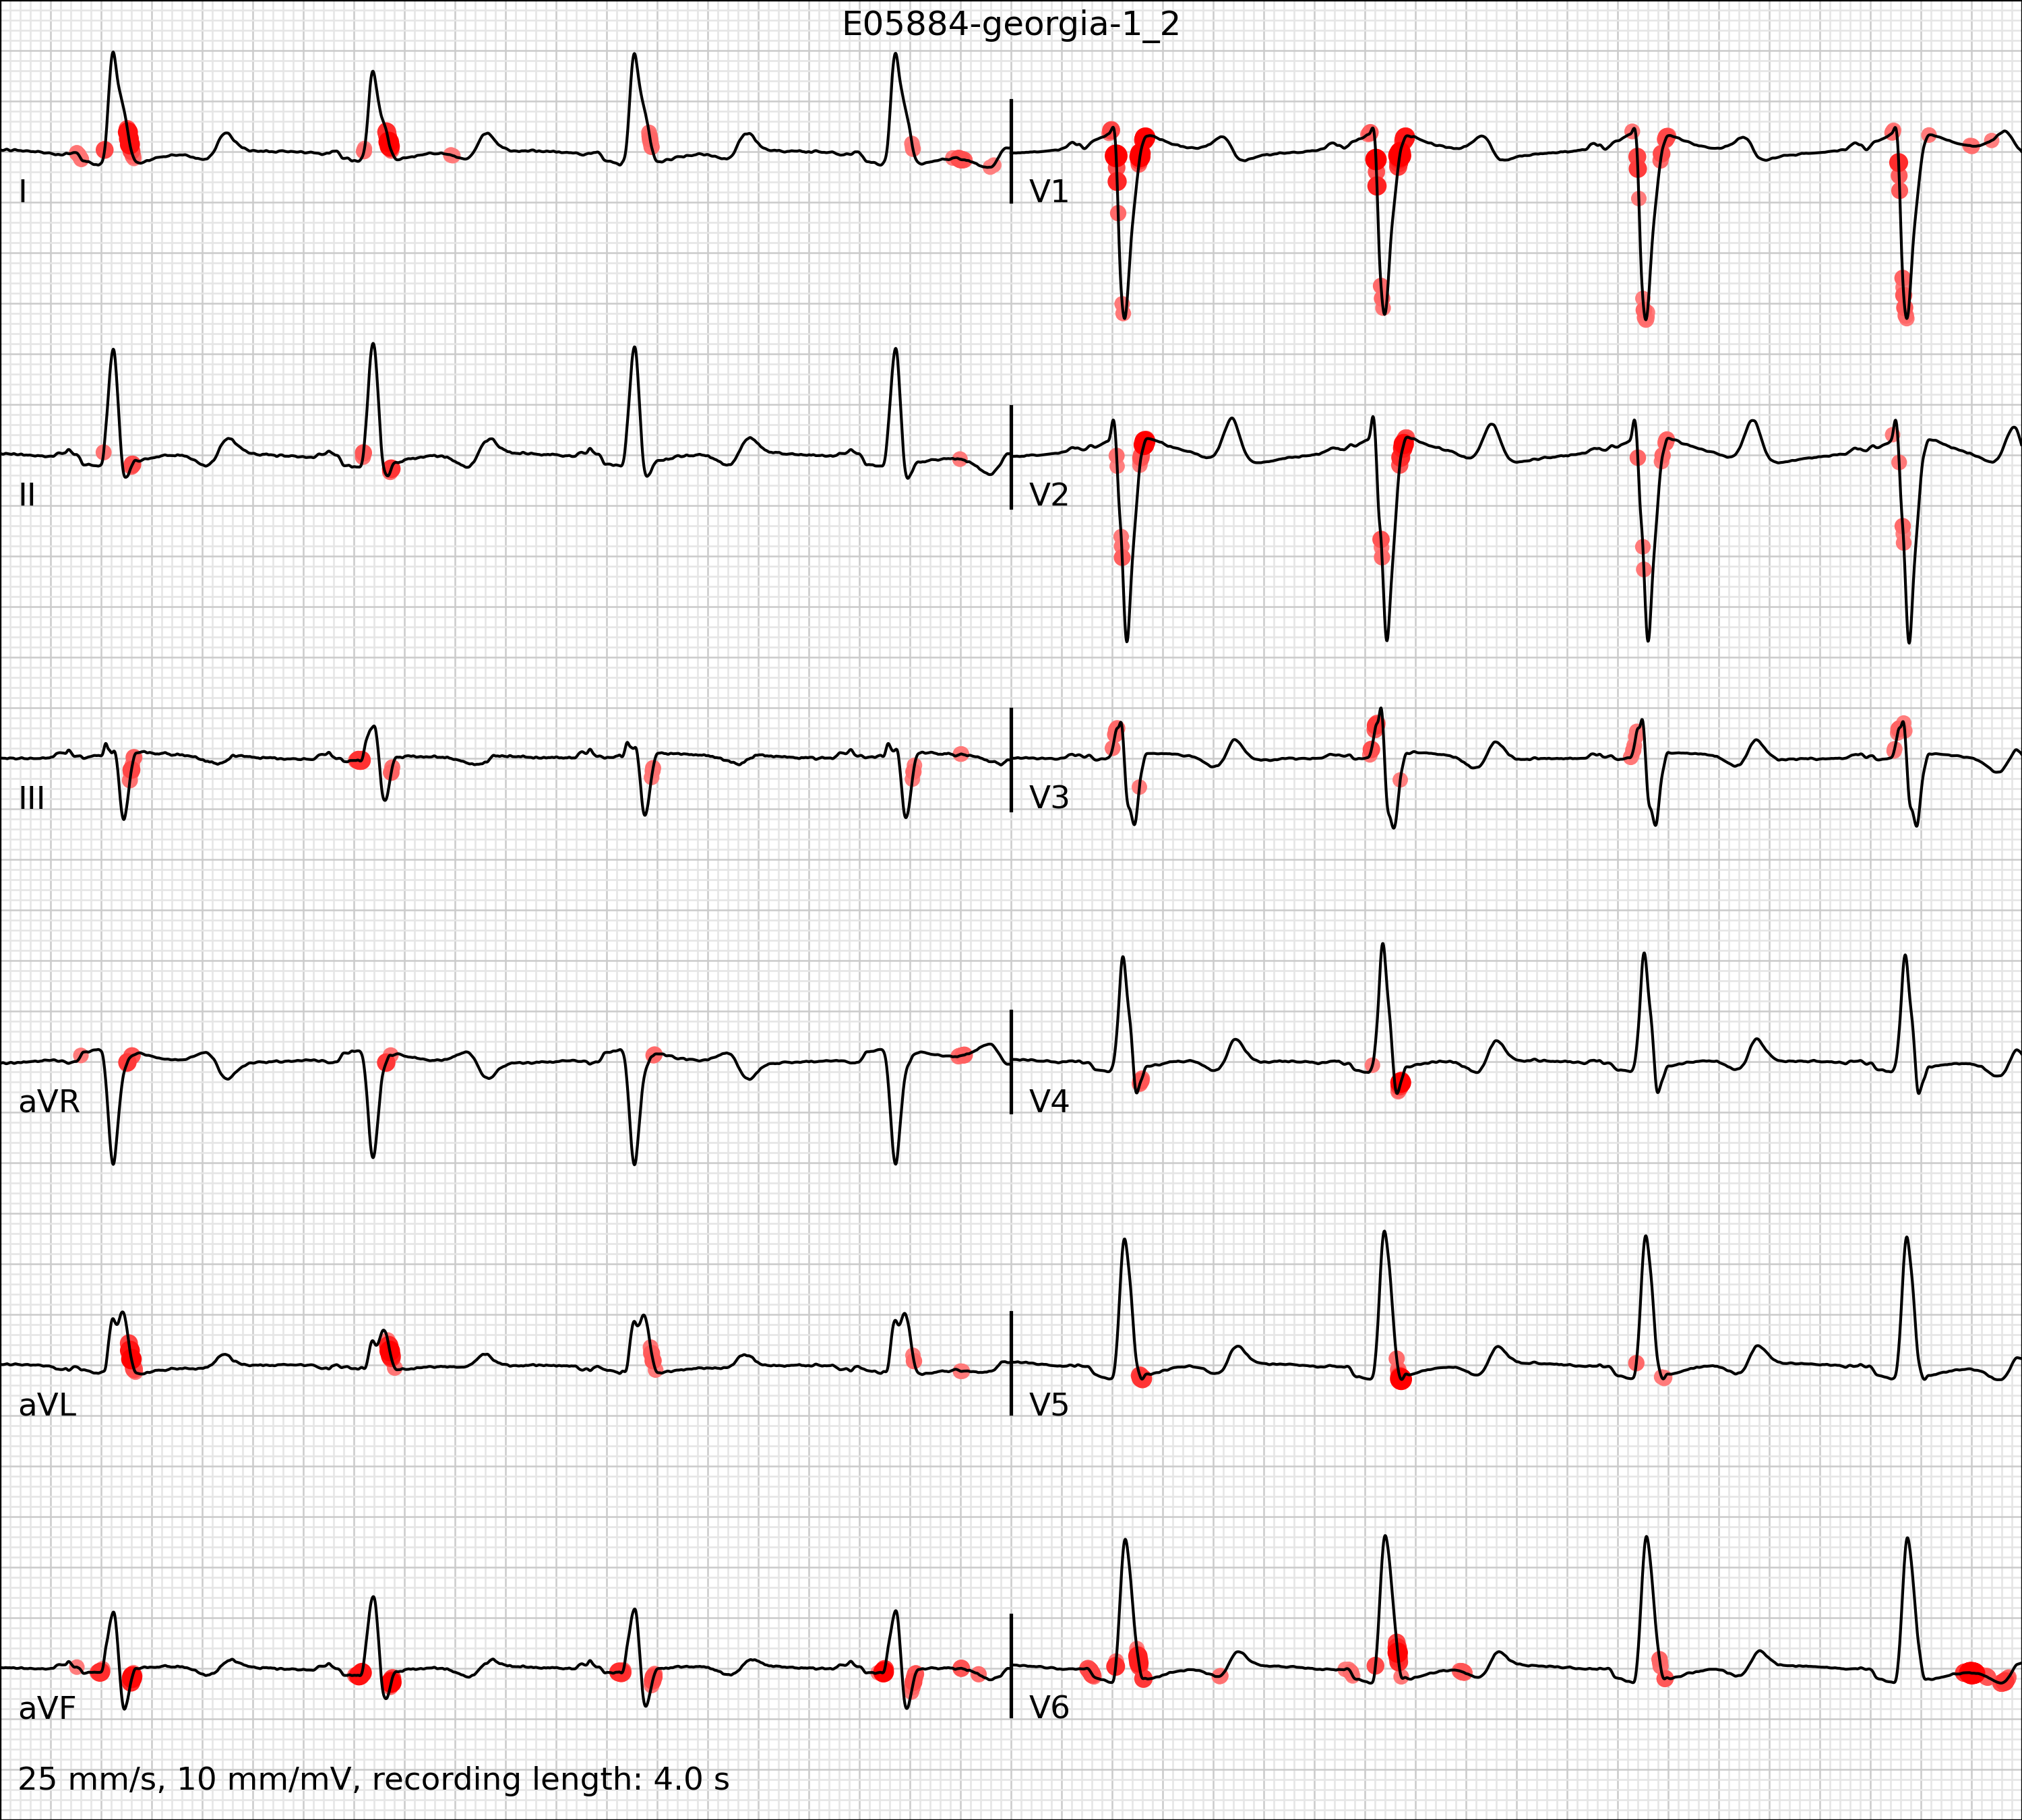 E05884-georgia-1_2
I
V1
II
V2
III
V3
aVR
V4
aVL
V5
aVF
V6
25 mm/s, 10 mm/mV, recording length: 4.0 s